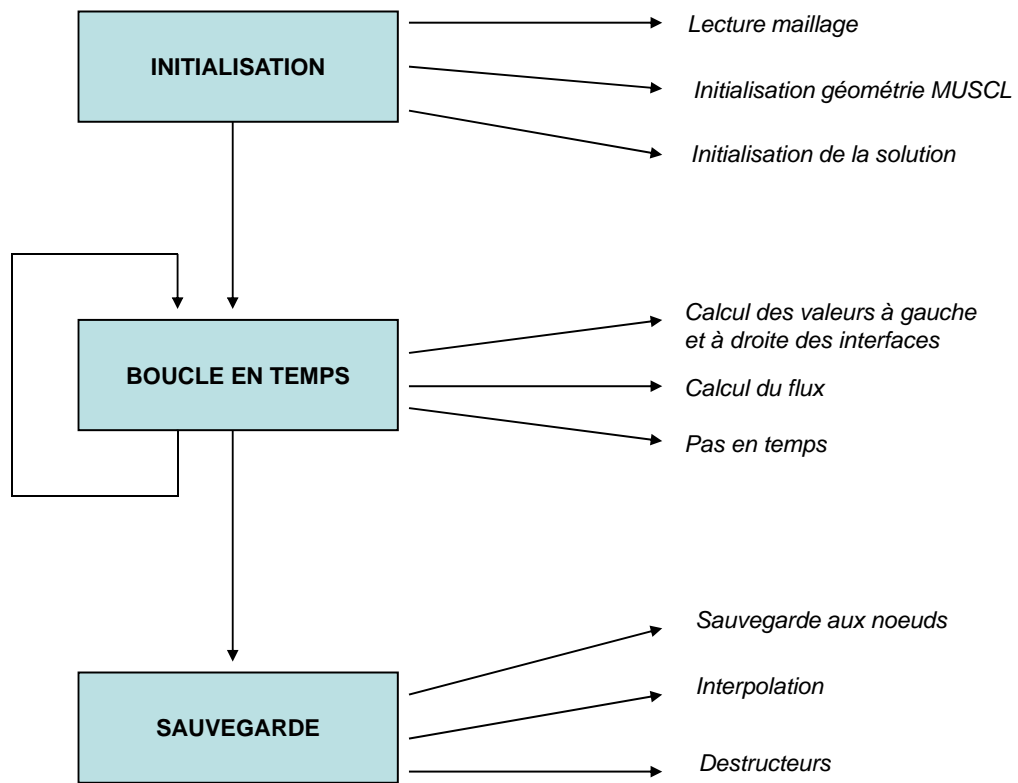 INITIALISATION
Lecture maillage
Initialisation géométrie MUSCL
Initialisation de la solution
BOUCLE EN TEMPS
Calcul des valeurs à gauche
et à droite des interfaces
Calcul du flux
Pas en temps
SAUVEGARDE
Sauvegarde aux noeuds
Interpolation
Destructeurs